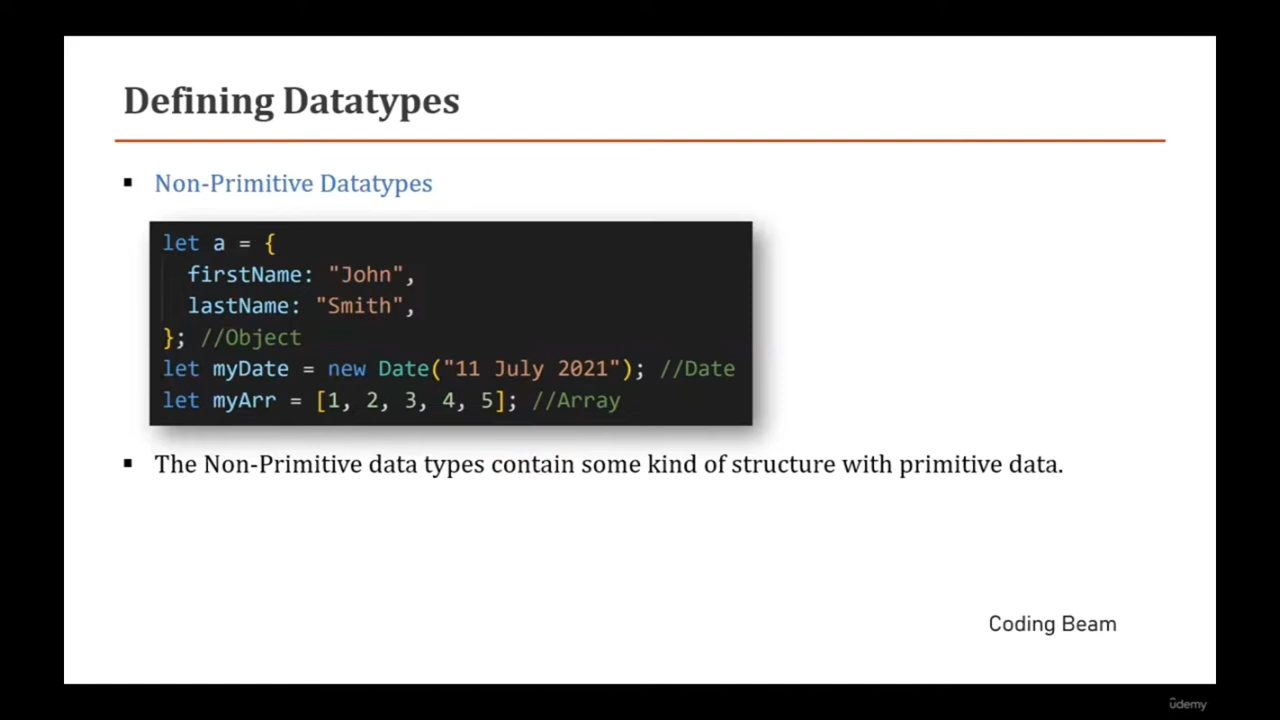 Defining Datatypes
▪ Non-Primitive Datatypes
let a = {
  firstName: "John",
  lastName: "Smith",
}; //Object
let myDate = new Date("11 July 2021"); //Date
let myArr = [1, 2, 3, 4, 5]; //Array
▪ The Non-Primitive data types contain some kind of structure with primitive data.
Coding Beam
ûdemy